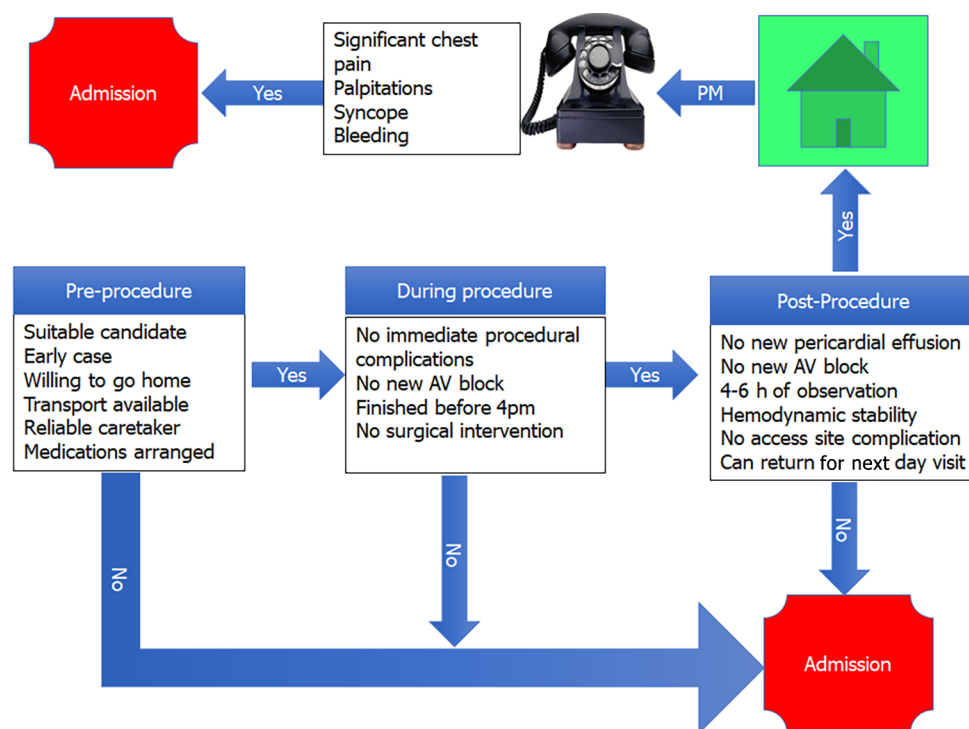 Admission
Yes
Significant chest
pain
Palpitations
Syncope
Bleeding
PM
Yes
Pre-procedure
Suitable candidate
Early case
Willing to go home
Transport available
Reliable caretaker
Medications arranged
Yes
During procedure
No immediate procedural
complications
No new AV block
Finished before 4pm
No surgical intervention
Yes
Post-Procedure
No new pericardial effusion
No new AV block
4-6 h of observation
Hemodynamic stability
No access site complication
Can return for next day visit
No
No
No
Admission